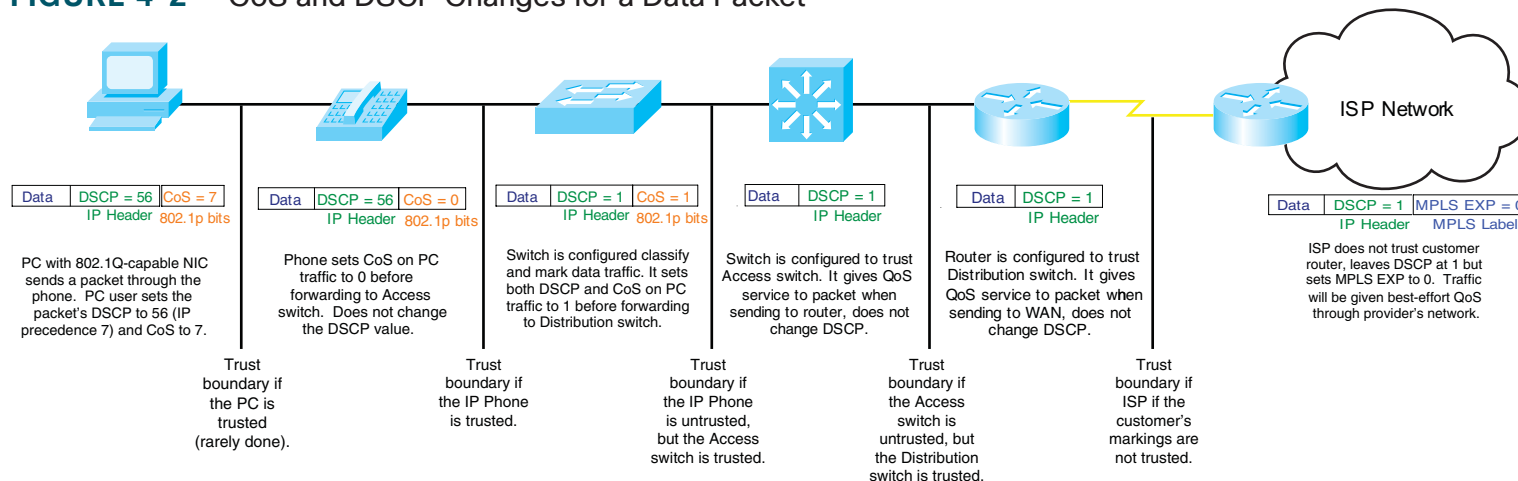 FIGURE 4-2 CoS and DSCP Changes for a Data Packet
ISP Network
Data DSCP = 56 CoS = 7
IP Header 802.1p bits
PC with 802.1Q-capable NIC
sends a packet through the
phone. PC user sets the
packet's DSCP to 56 (IP
precedence 7) and CoS to 7.
Data DSCP = 56 CoS = 0
IP Header 802.1p bits
Phone sets CoS on PC
traffic to 0 before
forwarding to Access
switch. Does not change
the DSCP value.
Data DSCP = 1 CoS = 1
IP Header 802.1p bits
Switch is configured classify
and mark data traffic. It sets
both DSCP and CoS on PC
traffic to 1 before forwarding
to Distribution switch.
Data DSCP = 1
IP Header
Switch is configured to trust
Access switch. It gives QoS
service to packet when
sending to router, does not
change DSCP.
Data DSCP = 1
IP Header
Router is configured to trust
Distribution switch. It gives
QoS service to packet when
sending to WAN, does not
change DSCP.
Data DSCP = 1 MPLS EXP = 0
IP Header MPLS Label
ISP does not trust customer
router, leaves DSCP at 1 but
sets MPLS EXP to 0. Traffic
will be given best-effort QoS
through provider's network.
Trust
boundary if
the PC is
trusted
(rarely done).
Trust
boundary if
the IP Phone
is trusted.
Trust
boundary if
the IP Phone
is untrusted,
but the Access
switch is trusted.
Trust
boundary if
the Access
switch is
untrusted, but
the Distribution
switch is trusted.
Trust
boundary if
ISP if the
customer's
markings are
not trusted.